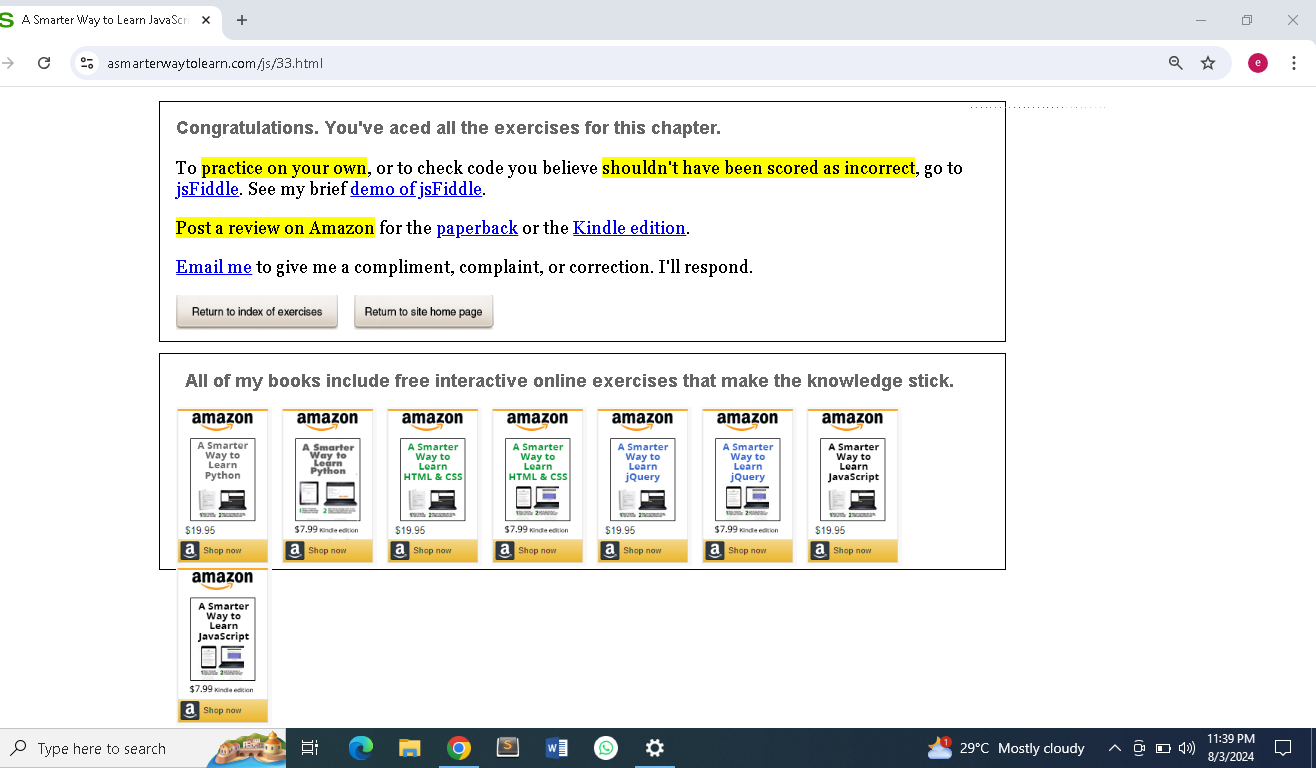 A Smarter Way to Learn JavaScri
asmarterwaytolearn.com/js/33.html
e
Congratulations. You've aced all the exercises for this chapter.
To practice on your own, or to check code you believe shouldn't have been scored as incorrect, go to
jsFiddle. See my brief demo of jsFiddle.
Post a review on Amazon for the paperback or the Kindle edition.
Email me to give me a compliment, complaint, or correction. I'll respond.
Return to index of exercises Return to site home page
All of my books include free interactive online exercises that make the knowledge stick.
amazon amazon amazon amazon amazon amazon amazon
A Smarter A Smarter A Smarter A Smarter A Smarter A Smarter A Smarter
Way to Way to Way to Way to Way to Way to Way to
Learn Learn Learn Learn Learn Learn Learn
Python Python HTML & CSS HTML & CSS jQuery jQuery JavaScript
$19.95 $7.99 Kindle edition $19.95 $7.99 Kindle edition $19.95 $7.99 Kindle edition $19.95
a Shop now a Shop now a Shop now a Shop now a Shop now a Shop now a Shop now
amazon
A Smarter
Way to
Learn
JavaScript
$7.99 Kindle edition
a Shop now
Type here to search
1 29°C Mostly cloudy
11:39 PM
8/3/2024